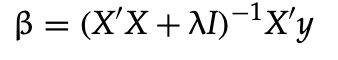 β = (X′X + λI)⁻¹X′y